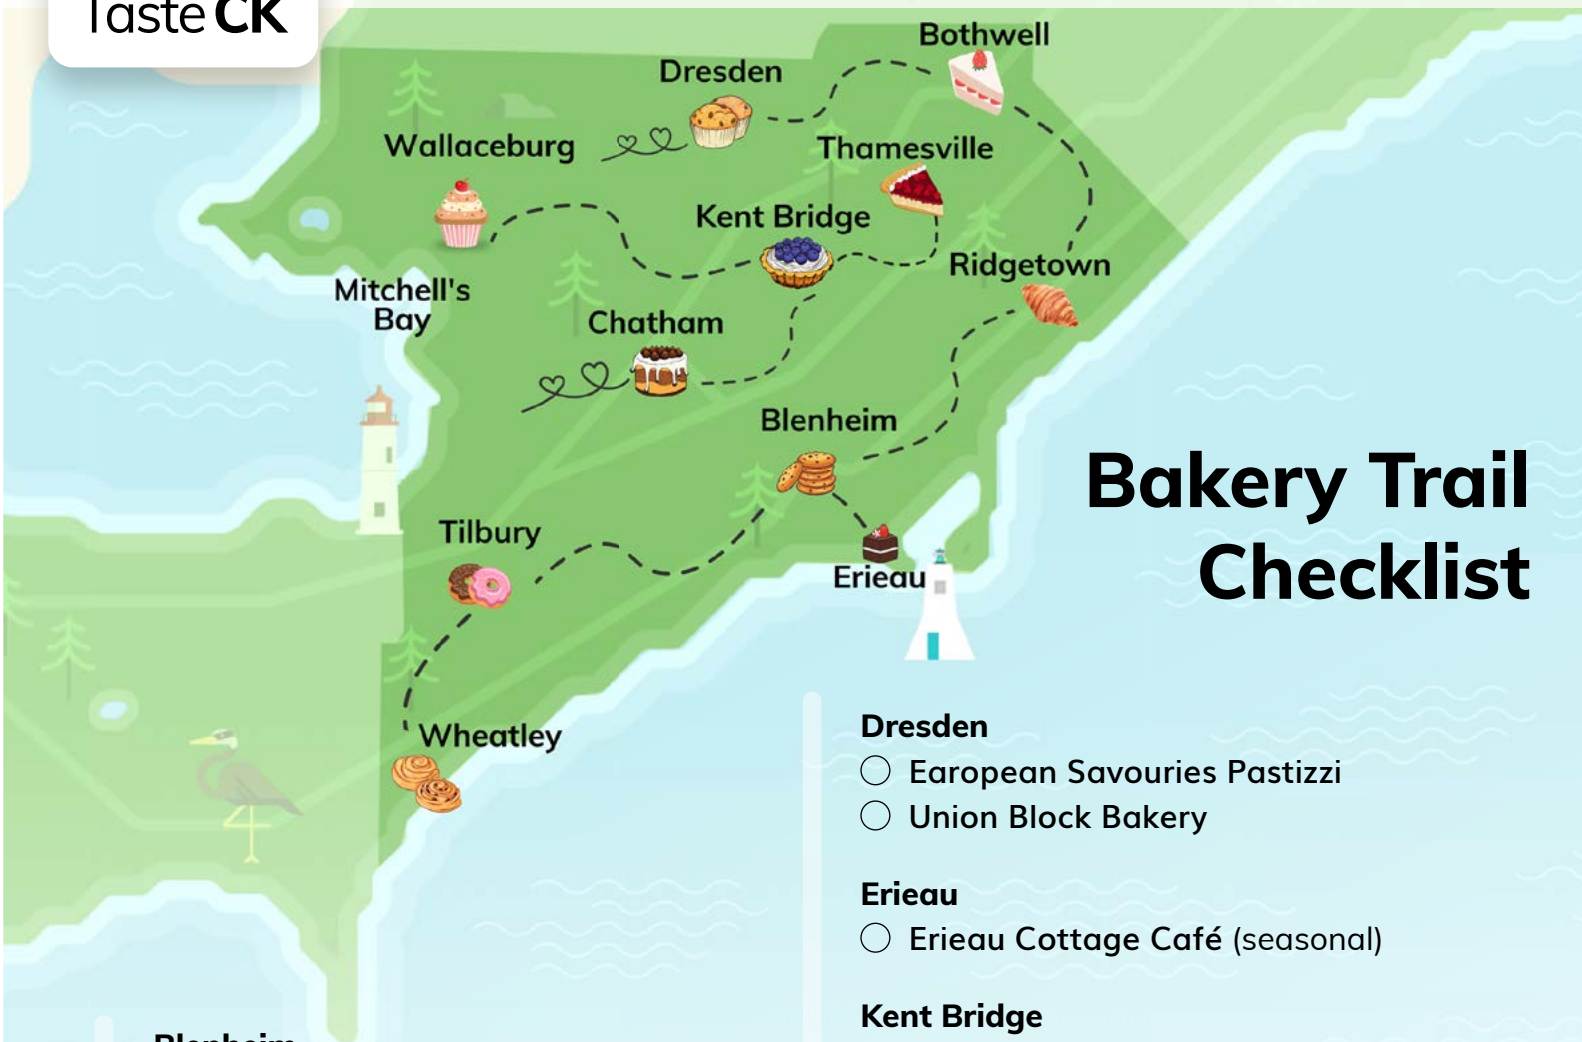 Taste CK
Bothwell
Dresden
Wallaceburg
Thamesville
Kent Bridge
Ridgetown
Mitchell's
Bay
Chatham
Blenheim
Tilbury
Erieau
Wheatley
Bakery Trail
Checklist
Dresden
Earopean Savouries Pastizzi
Union Block Bakery
Erieau
Erieau Cottage Café (seasonal)
Kent Bridge
Blenheim